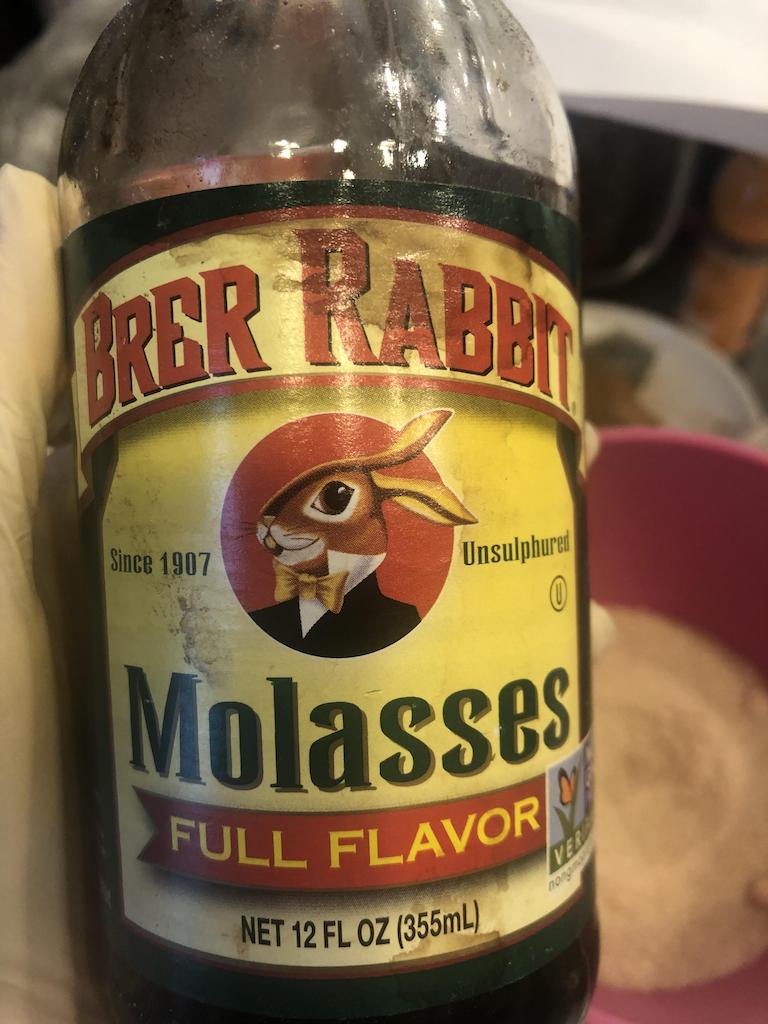 BRER RABBIT
Since 1907
Unsulphured
U
Molasses
FULL FLAVOR
NET 12 FL OZ (355mL)